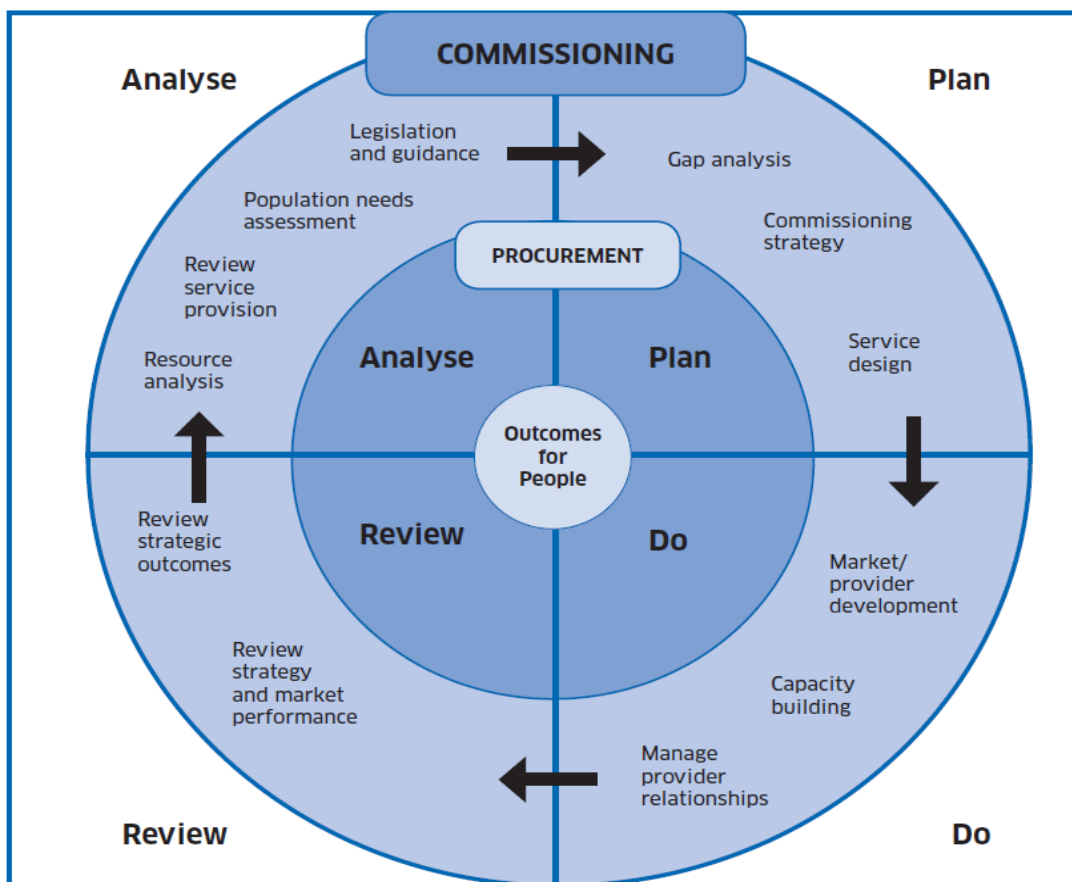 COMMISSIONING
Analyse
Plan
Legislation
and guidance
Gap analysis
Population needs
assessment
Commissioning
strategy
Review
service
provision
PROCUREMENT
Resource
analysis
Analyse
Plan
Service
design
Outcomes
for
People
Review
strategic
outcomes
Review
Do
Market/
provider
development
Review
strategy
and market
performance
Capacity
building
Manage
provider
relationships
Review
Do